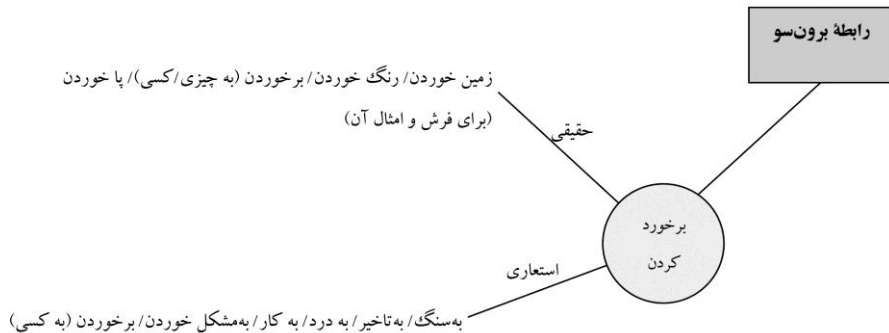 رابطۀ برون‌سو
زمین خوردن/ رنگ خوردن/ برخوردن (به چیزی/کسی)/ پا خوردن
(برای فرش و امثال آن)
حقیقی
برخورد
کردن
استعاری
به‌سنگ/ به‌تاخیر/ به درد/ به کار/ به‌مشکل خوردن/ برخوردن (به کسی)